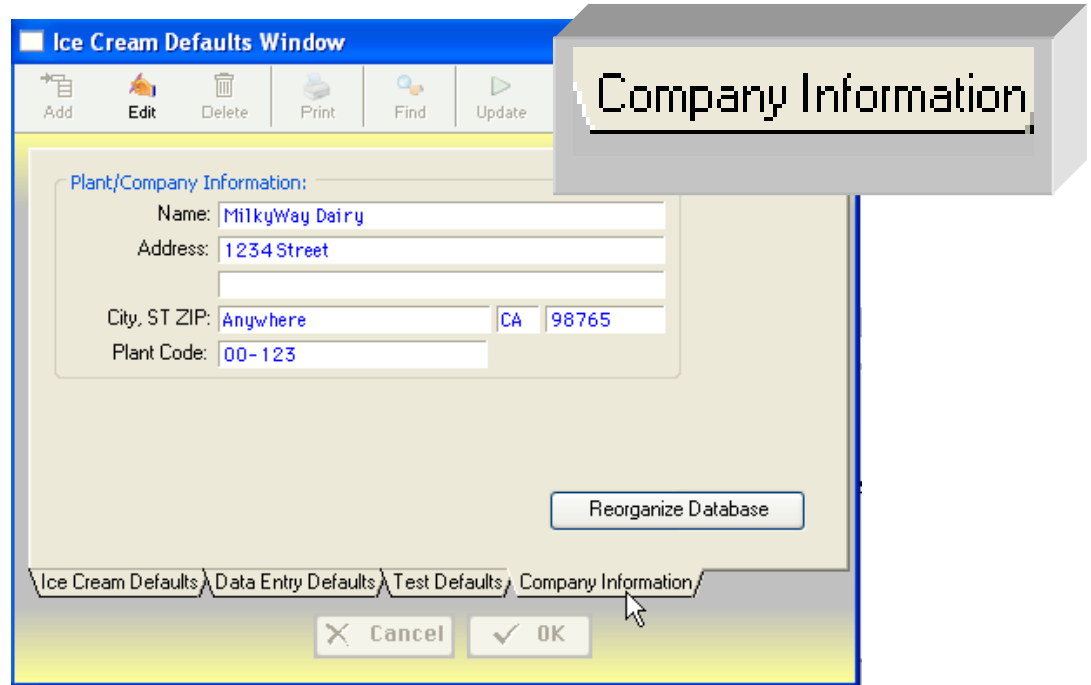 Ice Cream Defaults Window
Company Information
Add Edit Delete Print Find Update
Plant/Company Information:
Name: MilkyWay Dairy
Address: 1234 Street
City, ST ZIP: Anywhere CA 98765
Plant Code: 00-123
Reorganize Database
Ice Cream Defaults Data Entry Defaults Test Defaults Company Information
Cancel OK